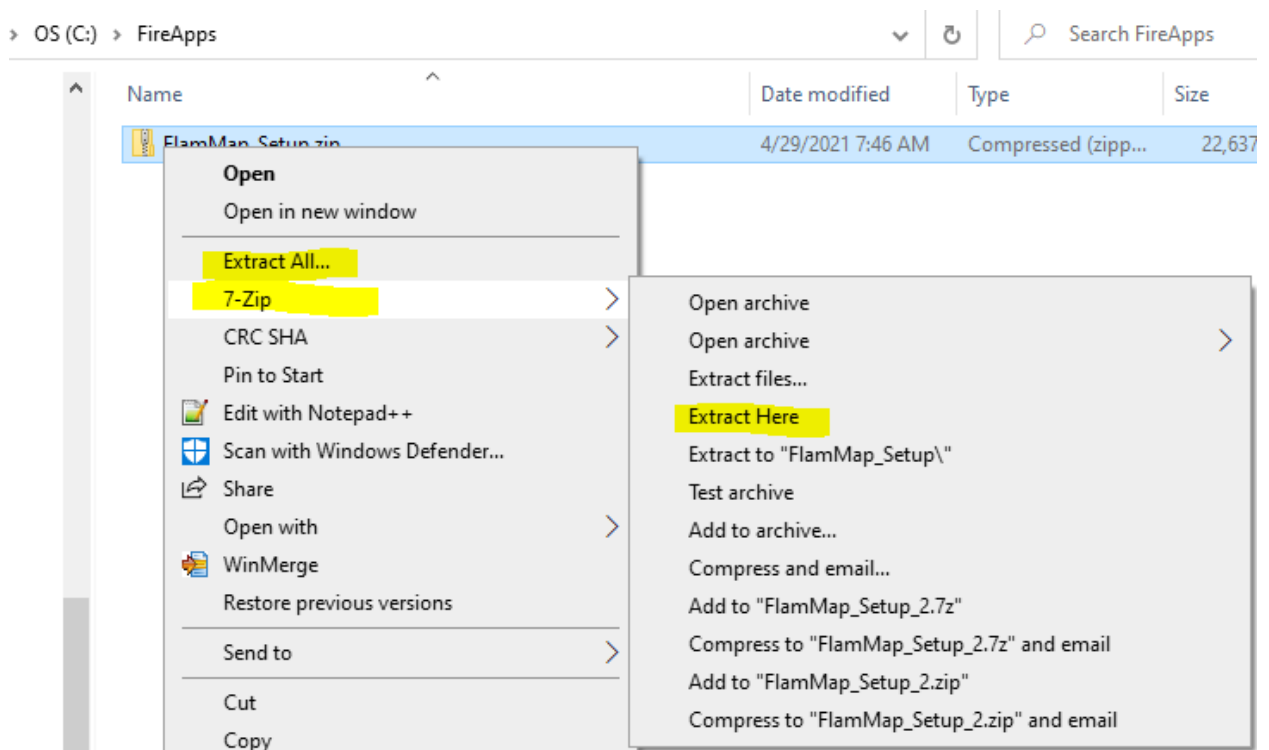 > OS (C:) > FireApps Search FireApps
Name Date modified Type Size
FlamMap_Setup.zip 4/29/2021 7:46 AM Compressed (zipp... 22,637
Open
Open in new window
Extract All...
7-Zip
CRC SHA
Pin to Start
Edit with Notepad++
Scan with Windows Defender...
Share
Open with
WinMerge
Restore previous versions
Send to
Cut
Copy
Open archive
Open archive
Extract files...
Extract Here
Extract to "FlamMap_Setup\"
Test archive
Add to archive...
Compress and email...
Add to "FlamMap_Setup_2.7z"
Compress to "FlamMap_Setup_2.7z" and email
Add to "FlamMap_Setup_2.zip"
Compress to "FlamMap_Setup_2.zip" and email